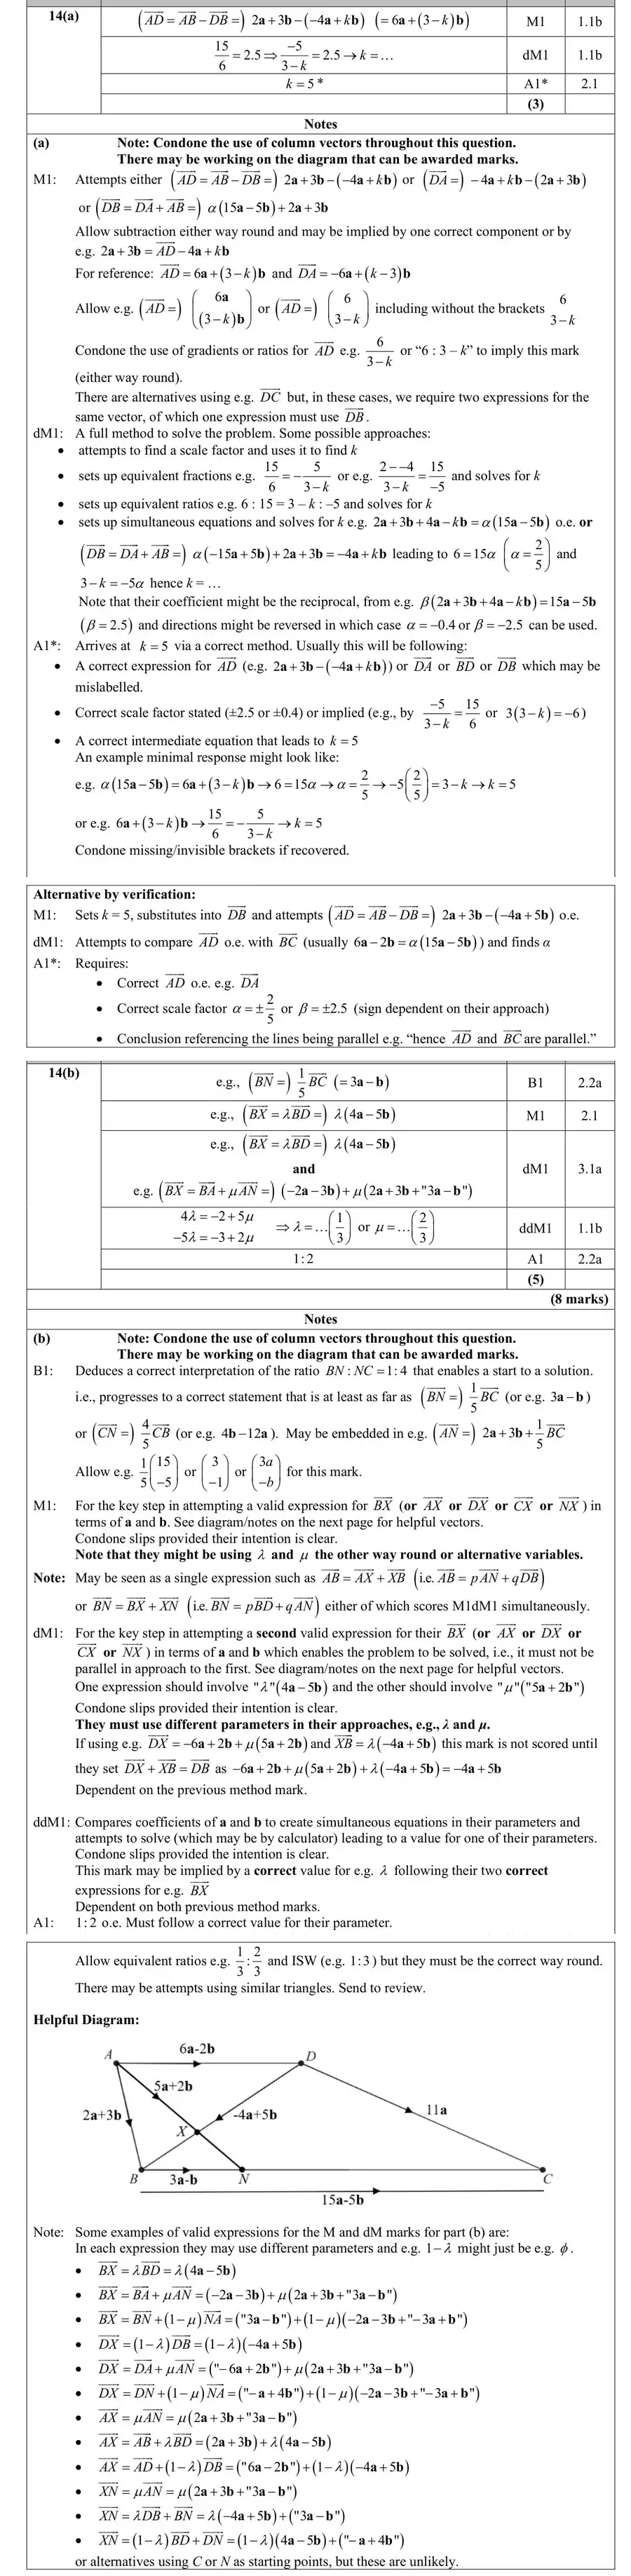 14(a)
(AD = AB − DB =) 2a + 3b − (−4a + kb) (= 6a + (3 − k)b)
M1
1.1b
15/6 = 2.5 ⇒ −5/(3 − k) = 2.5 → k = …
dM1
1.1b
k = 5 *
A1*
2.1
(3)
Notes
(a) Note: Condone the use of column vectors throughout this question.
There may be working on the diagram that can be awarded marks.
M1: Attempts either (AD = AB − DB =) 2a + 3b − (−4a + kb) or (DA =) −4a + kb − (2a + 3b)
or (DB = DA + AB =) α(15a − 5b) + 2a + 3b
Allow subtraction either way round and may be implied by one correct component or by
e.g. 2a + 3b = AD − 4a + kb
For reference: AD = 6a + (3 − k)b and DA = −6a + (k − 3)b
Allow e.g. (AD =) (6a (3 − k)b) or (AD =) (6 3 − k) including without the brackets 6 3 − k
Condone the use of gradients or ratios for AD e.g. 6/(3 − k) or “6 : 3 − k” to imply this mark
(either way round).
There are alternatives using e.g. DC but, in these cases, we require two expressions for the
same vector, of which one expression must use DB.
dM1: A full method to solve the problem. Some possible approaches:
• attempts to find a scale factor and uses it to find k
• sets up equivalent fractions e.g. 15/6 = −5/(3 − k) or e.g. (2 − −4)/(3 − k) = 15/−5 and solves for k
• sets up equivalent ratios e.g. 6 : 15 = 3 − k : −5 and solves for k
• sets up simultaneous equations and solves for k e.g. 2a + 3b + 4a − kb = α(15a − 5b) o.e. or
(DB = DA + AB =) α(−15a + 5b) + 2a + 3b = −4a + kb leading to 6 = 15α (α = 2/5) and
3 − k = −5α hence k = …
Note that their coefficient might be the reciprocal, from e.g. β(2a + 3b + 4a − kb) = 15a − 5b
(β = 2.5) and directions might be reversed in which case α = −0.4 or β = −2.5 can be used.
A1*: Arrives at k = 5 via a correct method. Usually this will be following:
• A correct expression for AD (e.g. 2a + 3b − (−4a + kb)) or DA or BD or DB which may be
mislabelled.
• Correct scale factor stated (±2.5 or ±0.4) or implied (e.g., by −5/(3 − k) = 15/6 or 3(3 − k) = −6)
• A correct intermediate equation that leads to k = 5
An example minimal response might look like:
e.g. α(15a − 5b) = 6a + (3 − k)b → 6 = 15α → α = 2/5 → −5(2/5) = 3 − k → k = 5
or e.g. 6a + (3 − k)b → 15/6 = −5/(3 − k) → k = 5
Condone missing/invisible brackets if recovered.
Alternative by verification:
M1: Sets k = 5, substitutes into DB and attempts (AD = AB − DB =) 2a + 3b − (−4a + 5b) o.e.
dM1: Attempts to compare AD o.e. with BC (usually 6a − 2b = α(15a − 5b)) and finds α
A1*: Requires:
• Correct AD o.e. e.g. DA
• Correct scale factor α = ±2/5 or β = ±2.5 (sign dependent on their approach)
• Conclusion referencing the lines being parallel e.g. “hence AD and BC are parallel.”
14(b)
e.g., (BN =) 1/5 BC (= 3a − b)
B1
2.2a
e.g., (BX = λBD =) λ(4a − 5b)
M1
2.1
e.g., (BX = λBD =) λ(4a − 5b)
and
e.g. (BX = BA + μAN =) (−2a − 3b) + μ(2a + 3b + "3a − b")
dM1
3.1a
4λ = −2 + 5μ
−5λ = −3 + 2μ
⇒ λ = …(1/3) or μ = …(2/3)
ddM1
1.1b
1 : 2
A1
2.2a
(5)
(8 marks)
Notes
(b) Note: Condone the use of column vectors throughout this question.
There may be working on the diagram that can be awarded marks.
B1: Deduces a correct interpretation of the ratio BN : NC = 1 : 4 that enables a start to a solution.
i.e., progresses to a correct statement that is at least as far as (BN =) 1/5 BC (or e.g. 3a − b)
or (CN =) 4/5 CB (or e.g. 4b − 12a). May be embedded in e.g. (AN =) 2a + 3b + 1/5 BC
Allow e.g. 1/5 (15 −5) or (3 −1) or (3a −b) for this mark.
M1: For the key step in attempting a valid expression for BX (or AX or DX or CX or NX) in
terms of a and b. See diagram/notes on the next page for helpful vectors.
Condone slips provided their intention is clear.
Note that they might be using λ and μ the other way round or alternative variables.
Note: May be seen as a single expression such as AB = AX + XB (i.e. AB = pAN + qDB)
or BN = BX + XN (i.e. BN = pBD + qAN) either of which scores M1dM1 simultaneously.
dM1: For the key step in attempting a second valid expression for their BX (or AX or DX or
CX or NX) in terms of a and b which enables the problem to be solved, i.e., it must not be
parallel in approach to the first. See diagram/notes on the next page for helpful vectors.
One expression should involve "λ"(4a − 5b) and the other should involve "μ"("5a + 2b")
Condone slips provided their intention is clear.
They must use different parameters in their approaches, e.g., λ and μ.
If using e.g. DX = −6a + 2b + μ(5a + 2b) and XB = λ(−4a + 5b) this mark is not scored until
they set DX + XB = DB as −6a + 2b + μ(5a + 2b) + λ(−4a + 5b) = −4a + 5b
Dependent on the previous method mark.
ddM1: Compares coefficients of a and b to create simultaneous equations in their parameters and
attempts to solve (which may be by calculator) leading to a value for one of their parameters.
Condone slips provided the intention is clear.
This mark may be implied by a correct value for e.g. λ following their two correct
expressions for e.g. BX
Dependent on both previous method marks.
A1: 1 : 2 o.e. Must follow a correct value for their parameter.
Allow equivalent ratios e.g. 1/3 : 2/3 and ISW (e.g. 1 : 3) but they must be the correct way round.
There may be attempts using similar triangles. Send to review.
Helpful Diagram:
6a-2b
A
D
5a+2b
2a+3b
-4a+5b
11a
X
B
3a-b
N
C
15a-5b
Note: Some examples of valid expressions for the M and dM marks for part (b) are:
In each expression they may use different parameters and e.g. 1 − λ might just be e.g. ϕ.
• BX = λBD = λ(4a − 5b)
• BX = BA + μAN = (−2a − 3b) + μ(2a + 3b + "3a − b")
• BX = BN + (1 − μ)NA = ("3a − b") + (1 − μ)(−2a − 3b + "−3a + b")
• DX = (1 − λ)DB = (1 − λ)(−4a + 5b)
• DX = DA + μAN = ("−6a + 2b") + μ(2a + 3b + "3a − b")
• DX = DN + (1 − μ)NA = ("−a + 4b") + (1 − μ)(−2a − 3b + "−3a + b")
• AX = μAN = μ(2a + 3b + "3a − b")
• AX = AB + λBD = (2a + 3b) + λ(4a − 5b)
• AX = AD + (1 − λ)DB = ("6a − 2b") + (1 − λ)(−4a + 5b)
• XN = μAN = μ(2a + 3b + "3a − b")
• XN = λDB + BN = λ(−4a + 5b) + ("3a − b")
• XN = (1 − λ)BD + DN = (1 − λ)(4a − 5b) + ("−a + 4b")
or alternatives using C or N as starting points, but these are unlikely.